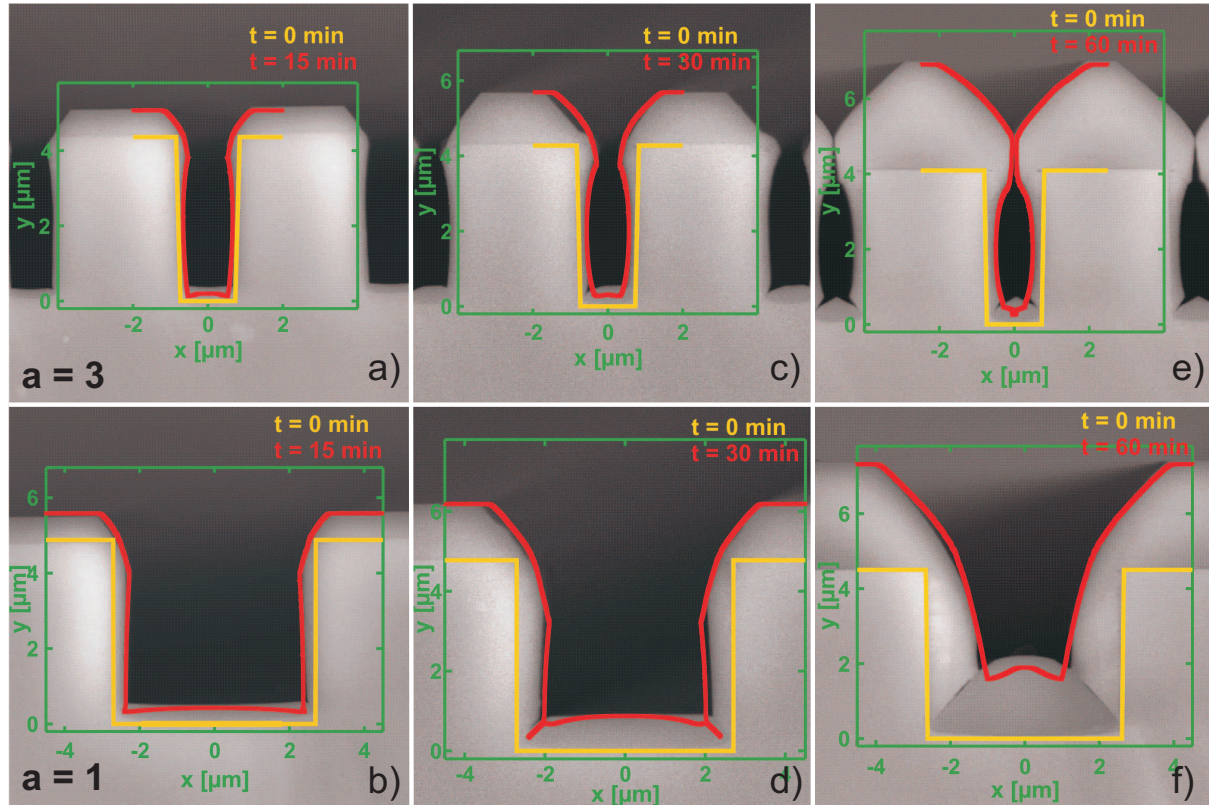 t = 0 min
t = 15 min
6
4
2
0
y [µm]
-2 0 2
x [µm]
a = 3
a)
t = 0 min
t = 30 min
6
4
2
0
y [µm]
-2 0 2 4
x [µm]
c)
t = 0 min
t = 60 min
6
4
2
0
y [µm]
-2 0 2
x [µm]
e)
t = 0 min
t = 15 min
6
4
2
0
y [µm]
-4 -2 0 2 4
x [µm]
a = 1
b)
t = 0 min
t = 30 min
6
4
2
0
y [µm]
-4 -2 0 2 4
x [µm]
d)
t = 0 min
t = 60 min
6
4
2
0
y [µm]
-4 -2 0 2 4
x [µm]
f)